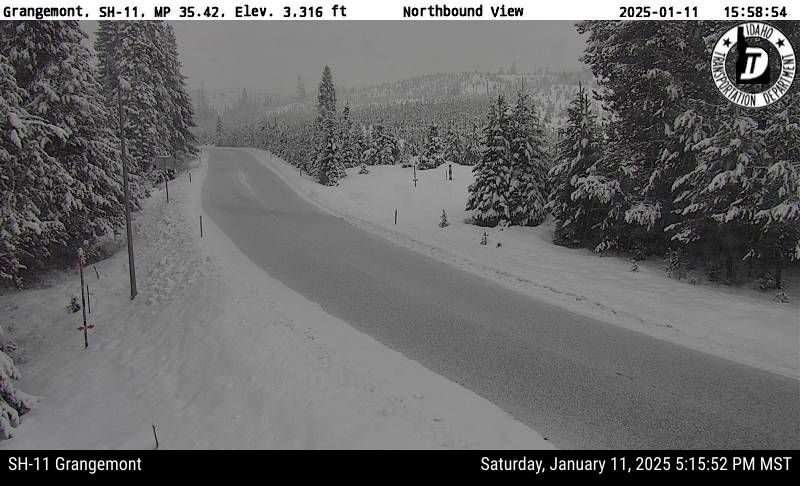 Grangemont, SH-11, MP 35.42, Elev. 3,316 ft Northbound View 2025-01-11 15:58:54
IDAHO
TRANSPORTATION DEPARTMENT
SH-11 Grangemont Saturday, January 11, 2025 5:15:52 PM MST